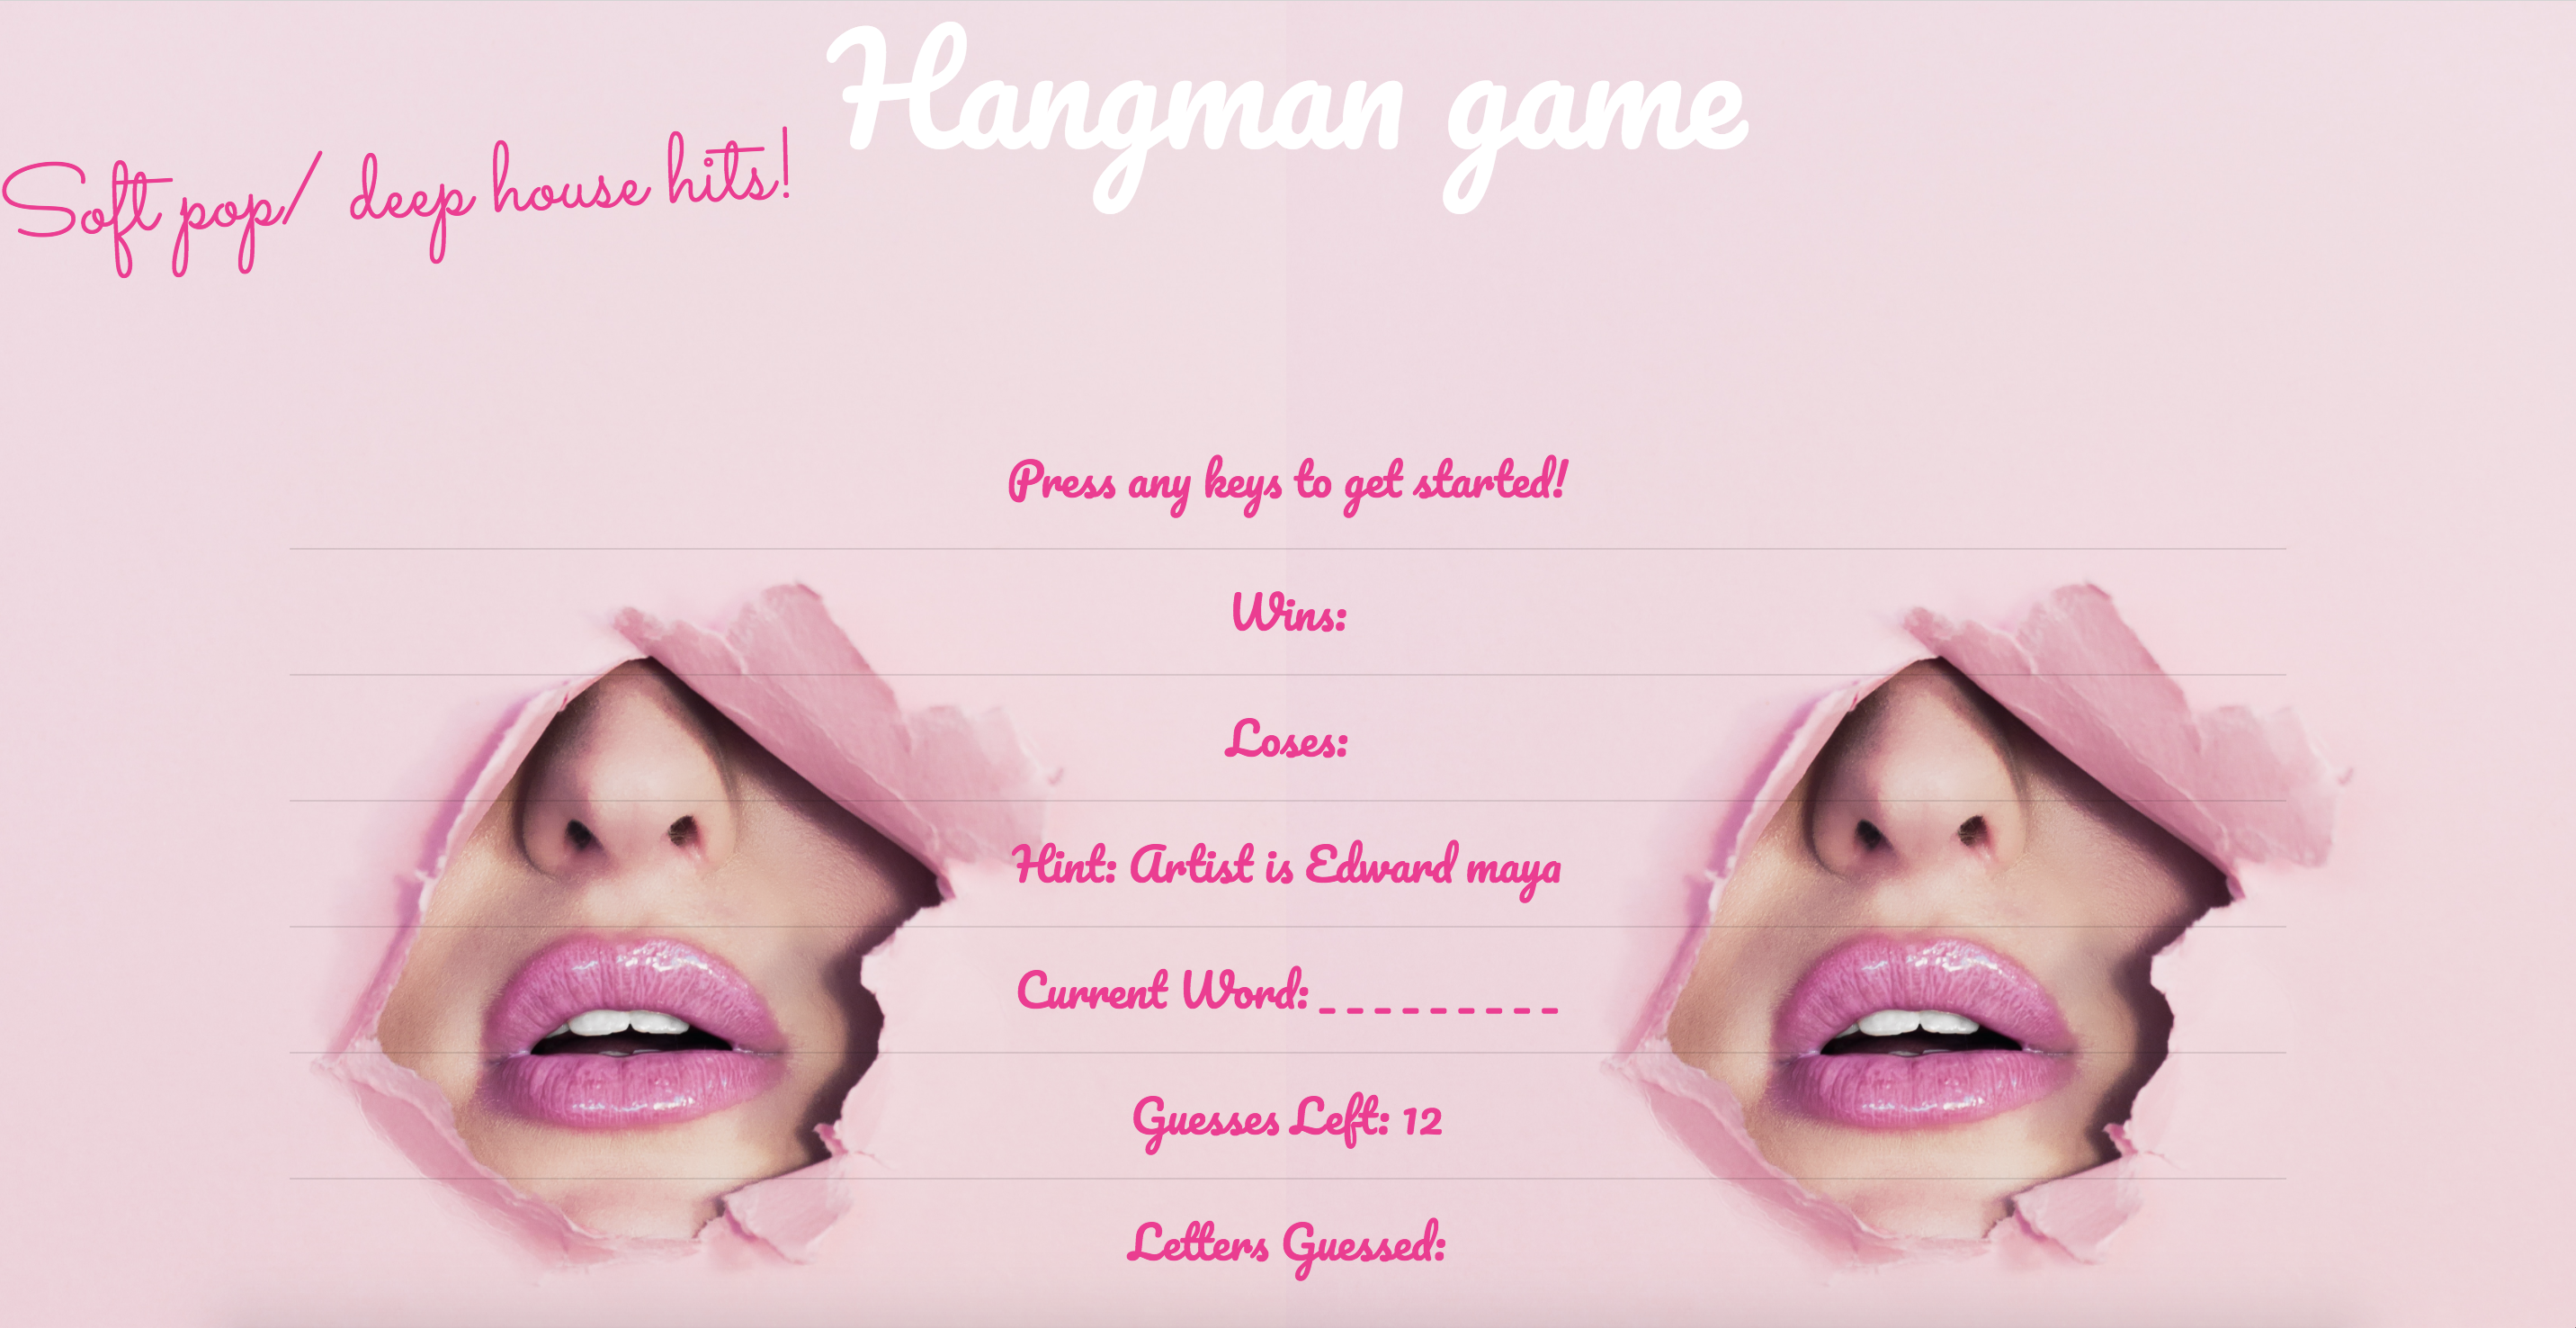 Hangman game
Soft pop/ deep house hits!
Press any keys to get started!
Wins:
Loses:
Hint: Artist is Edward maya
Current Word: _ _ _ _ _ _ _ _ _
Guesses Left: 12
Letters Guessed: